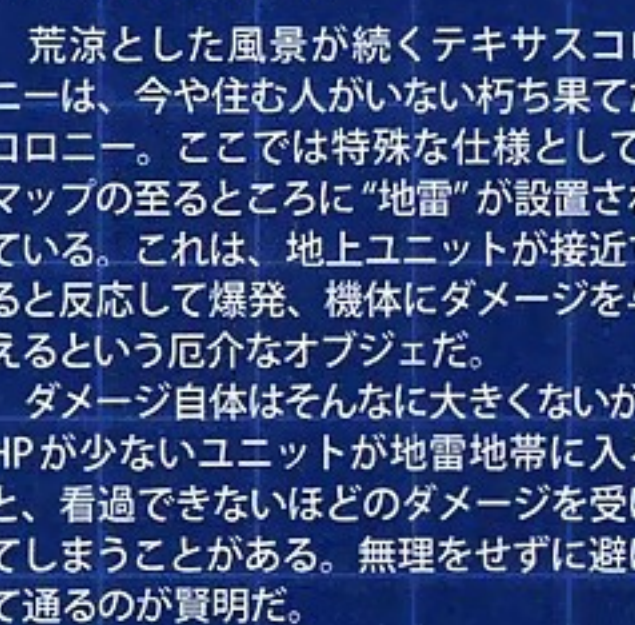 荒涼とした風景が続くテキサスコロ
ニーは、今や住む人がいない朽ち果て
コロニー。ここでは特殊な仕様として
マップの至るところに“地雷”が設置さ
ている。これは、地上ユニットが接近
ると反応して爆発、機体にダメージを
えるという厄介なオブジェだ。
ダメージ自体はそんなに大きくないが
HPが少ないユニットが地雷地帯に入
と、看過できないほどのダメージを受
てしまうことがある。無理をせずに避
て通るのが賢明だ。